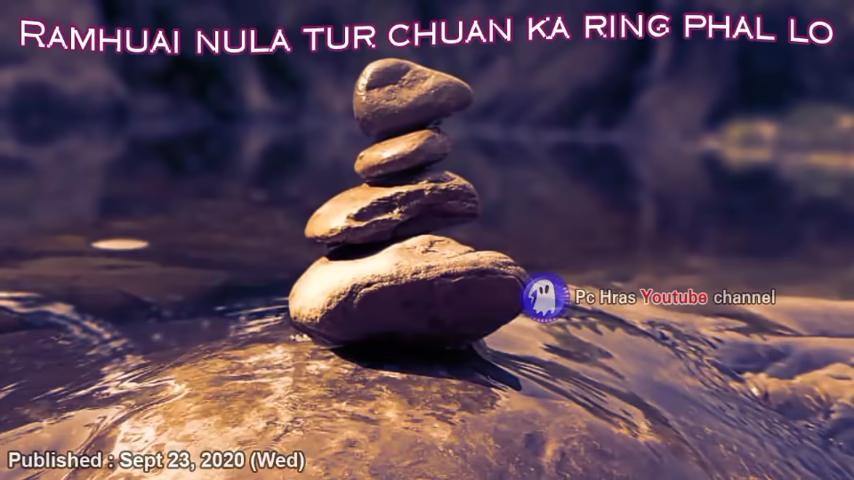 Ramhuai nula tur chuan ka ring phal lo
Pc Hras Youtube channel
Published : Sept 23, 2020 (Wed)